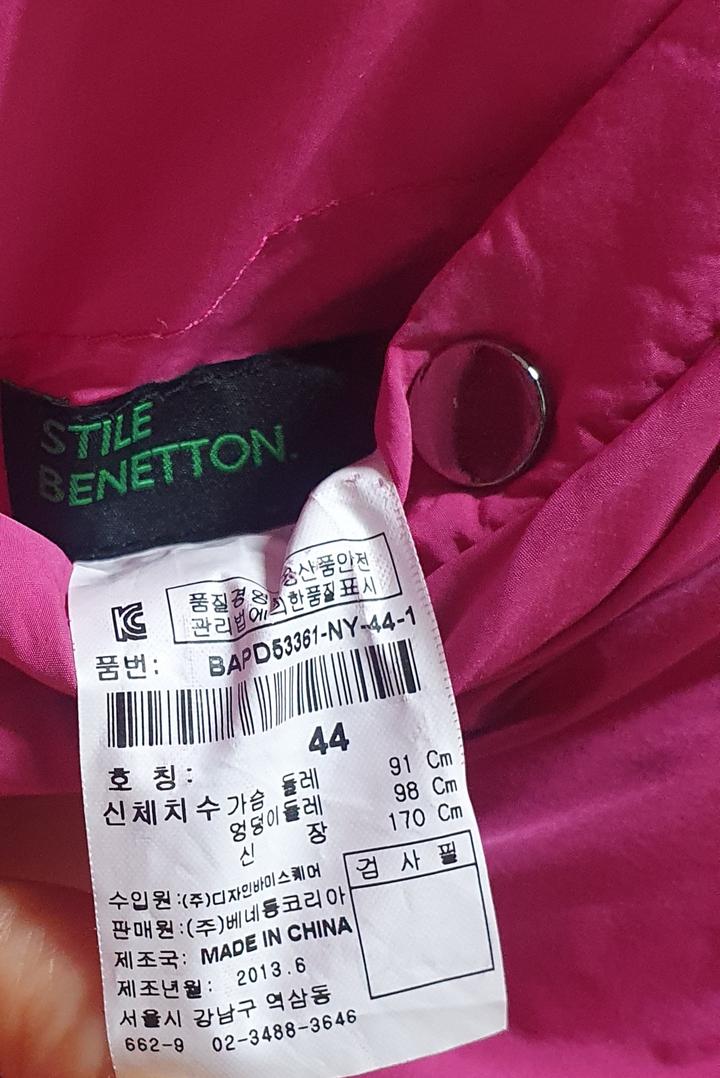 STILE
BENETTON.
용산품안전
품질경영
관리법에 의한품질표시
품번: BAPD53361-NY-44-1
44
호 칭:
신체치수 가슴 둘레 91 Cm
엉덩이둘레 98 Cm
신 장 170 Cm
검 사 필
수입원:(주)디자인바이스퀘어
판매원:(주)베네통코리아
제조국: MADE IN CHINA
제조년월: 2013.6
서울시 강남구 역삼동
662-9 02-3488-3646